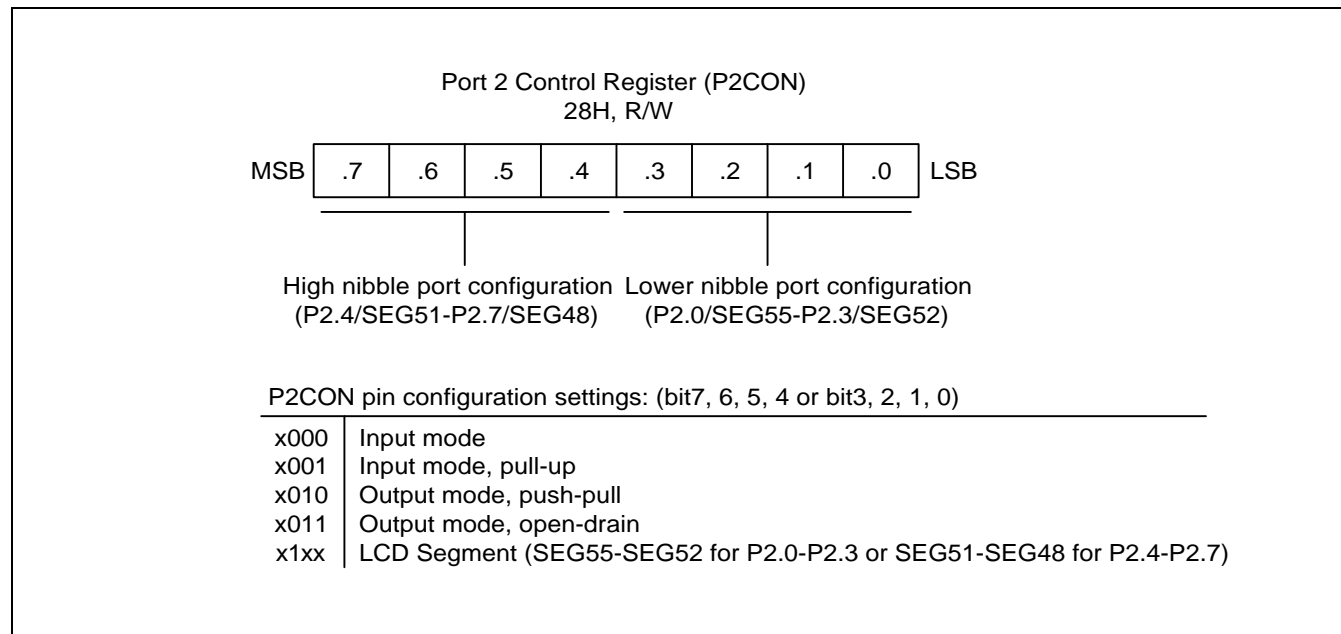 Port 2 Control Register (P2CON)
28H, R/W
MSB .7 .6 .5 .4 .3 .2 .1 .0 LSB
High nibble port configuration Lower nibble port configuration
(P2.4/SEG51-P2.7/SEG48) (P2.0/SEG55-P2.3/SEG52)
P2CON pin configuration settings: (bit7, 6, 5, 4 or bit3, 2, 1, 0)
x000 Input mode
x001 Input mode, pull-up
x010 Output mode, push-pull
x011 Output mode, open-drain
x1xx LCD Segment (SEG55-SEG52 for P2.0-P2.3 or SEG51-SEG48 for P2.4-P2.7)